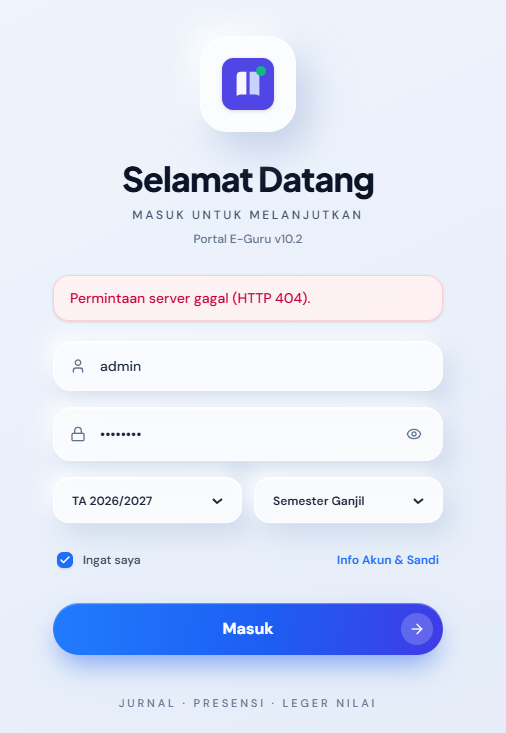 Selamat Datang
MASUK UNTUK MELANJUTKAN
Portal E-Guru v10.2
Permintaan server gagal (HTTP 404).
admin
••••••••
TA 2026/2027
Semester Ganjil
Ingat saya
Info Akun & Sandi
Masuk
JURNAL · PRESENSI · LEGER NILAI